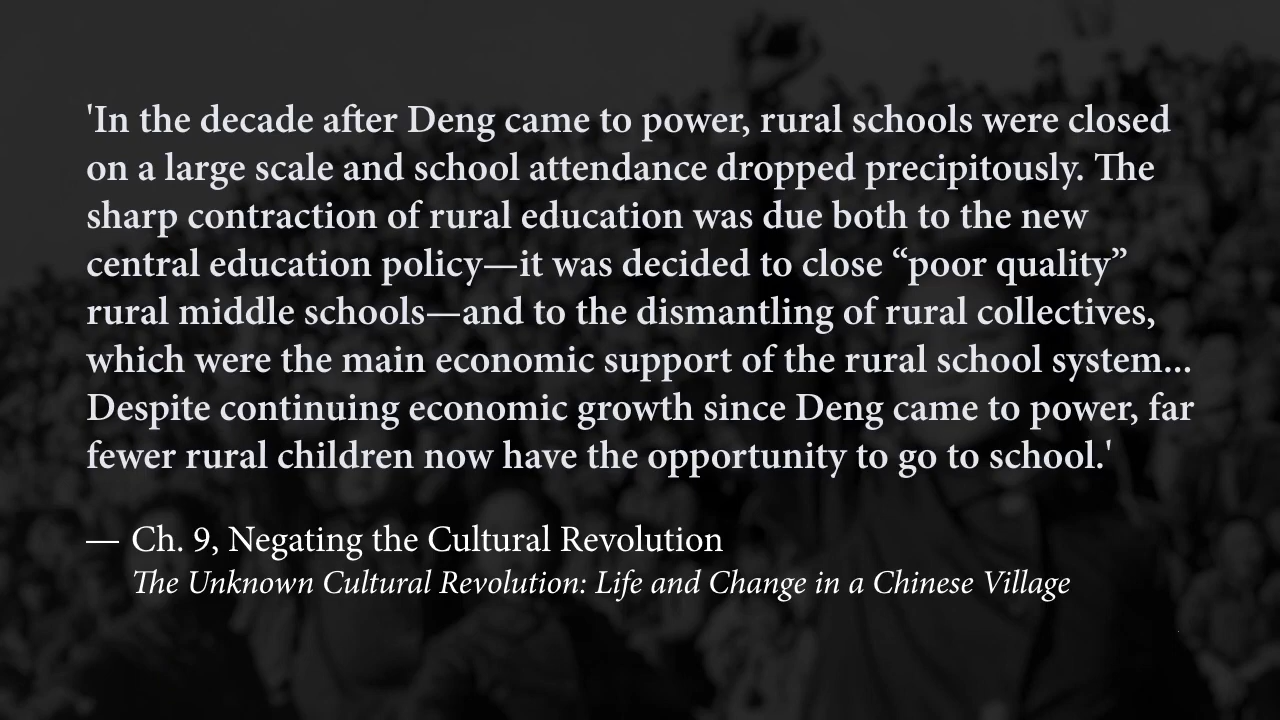 'In the decade after Deng came to power, rural schools were closed
on a large scale and school attendance dropped precipitously. The
sharp contraction of rural education was due both to the new
central education policy—it was decided to close “poor quality”
rural middle schools—and to the dismantling of rural collectives,
which were the main economic support of the rural school system...
Despite continuing economic growth since Deng came to power, far
fewer rural children now have the opportunity to go to school.'
— Ch. 9, Negating the Cultural Revolution
The Unknown Cultural Revolution: Life and Change in a Chinese Village